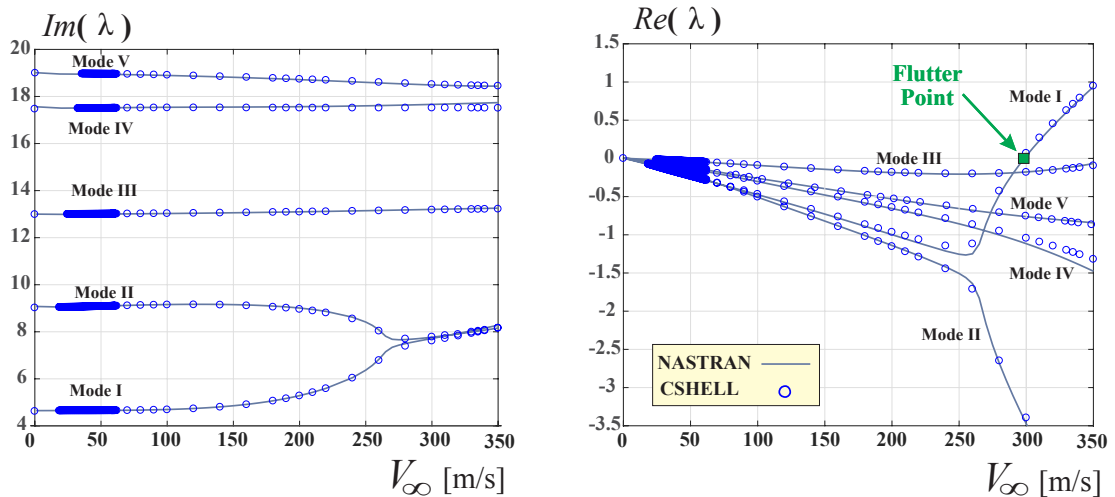 Im(λ)
20
18
16
14
12
10
8
6
4
Mode V
Mode IV
Mode III
Mode II
Mode I
0 50 100 150 200 250 300 350
V∞ [m/s]
Re(λ)
1.5
1
0.5
0
-0.5
-1
-1.5
-2
-2.5
-3
-3.5
Flutter
Point
Mode I
Mode III
Mode V
Mode IV
Mode II
NASTRAN
CSHELL
0 50 100 150 200 250 300 350
V∞ [m/s]